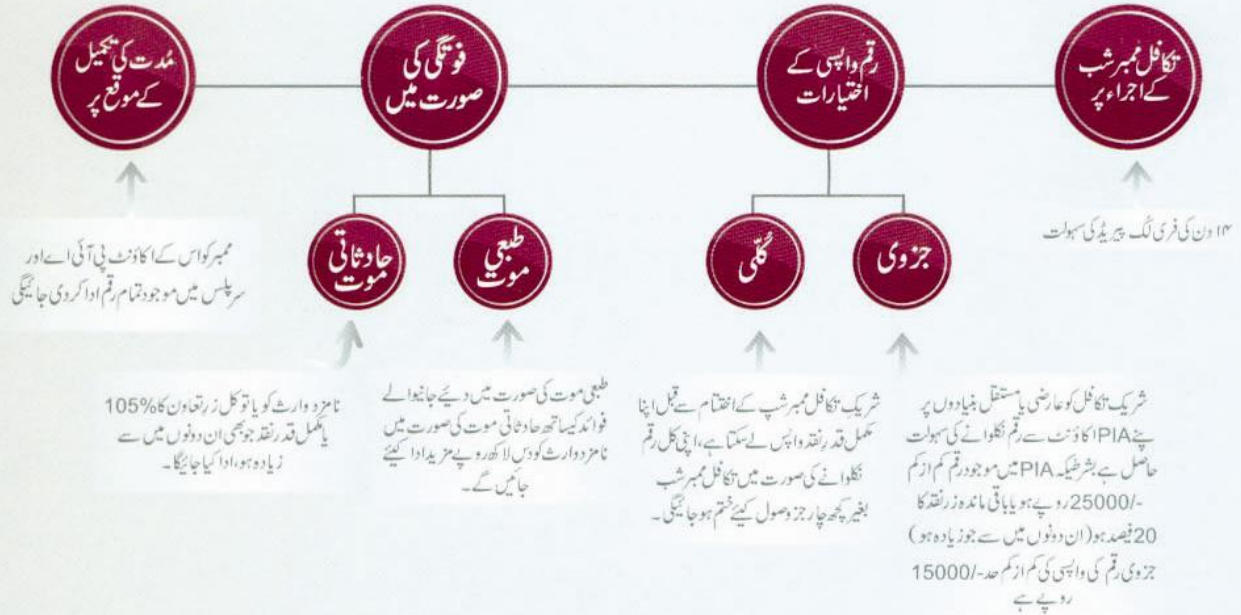 تکافل ممبر شب
کے اجراء پر
۱۴ دن کی فری لُک پیریڈ کی سہولت
رقم واپسی کے
اختیارات
جزوی
شریک تکافل کو عارضی یا مستقل بنیادوں پر
پنے PIA اکاؤنٹ سے رقم نکلوانے کی سہولت
حاصل ہے بشرطیکہ PIA میں موجود رقم کم از کم
25000/- روپے ہو یا باقی ماندہ زر نقد کا
20 فیصد ہو (ان دونوں میں سے جو زیادہ ہو)
جزوی رقم کی واپسی کی کم از کم حد -/15000
روپے ہے
کُلّی
شریک تکافل ممبر شپ کے اختتام سے قبل اپنا
مکمل قدر نقد واپس لے سکتا ہے، اپنی کل رقم
نکلوانے کی صورت میں تکافل ممبر شب
بغیر کچھ چارجز وصول کیئے ختم ہو جائیگی۔
فوتگی کی
صورت میں
طبعی
موت
طبعی موت کی صورت میں دیئے جانیوالے
فوائد کیساتھ حادثاتی موت کی صورت میں
نامزد وارث کو دس لاکھ روپے مزید ادا کیئے
جائیں گے۔
حادثاتی
موت
نامزد وارث کو یا تو کل زر تعاون کا %105
یا مکمل قدر نقد جو بھی ان دونوں میں سے
زیادہ ہو، ادا کیا جائیگا۔
مُدت کی تکمیل
کے موقع پر
ممبر کو اس کے اکاؤنٹ پی آئی اے اور
سرپلس میں موجود تمام رقم ادا کر دی جائیگی